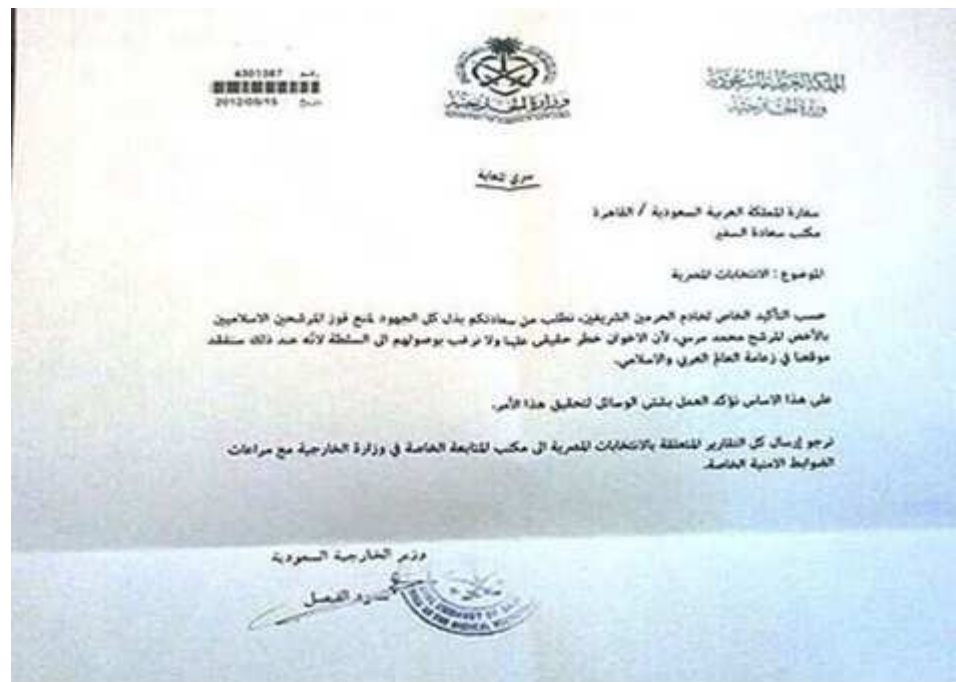 المملكة العربية السعودية
وزارة الخارجية
وزارة الخارجية
رقم 4301387
2012/05/15
سري للغاية
سفارة المملكة العربية السعودية / القاهرة
مكتب سعادة السفير
الموضوع : الانتخابات المصرية
حسب التأكيد الخاص لخادم الحرمين الشريفين، نطلب من سعادتكم بذل كل الجهود لمنع فوز المرشحين الاسلاميين
بالأخص المرشح محمد مرسي، لأن الاخوان خطر حقيقي علينا ولا نرغب بوصولهم الى السلطة لأنه عند ذلك سنفقد
موقعنا في زعامة العالم العربي والاسلامي.
على هذا الاساس نؤكد العمل بشتى الوسائل لتحقيق هذا الأمر.
نرجو إرسال كل التقارير المتعلقة بالانتخابات المصرية الى مكتب المتابعة الخاصة في وزارة الخارجية مع مراعات
الضوابط الامنية الخاصة.
وزير الخارجية السعودية
سعود الفيصل